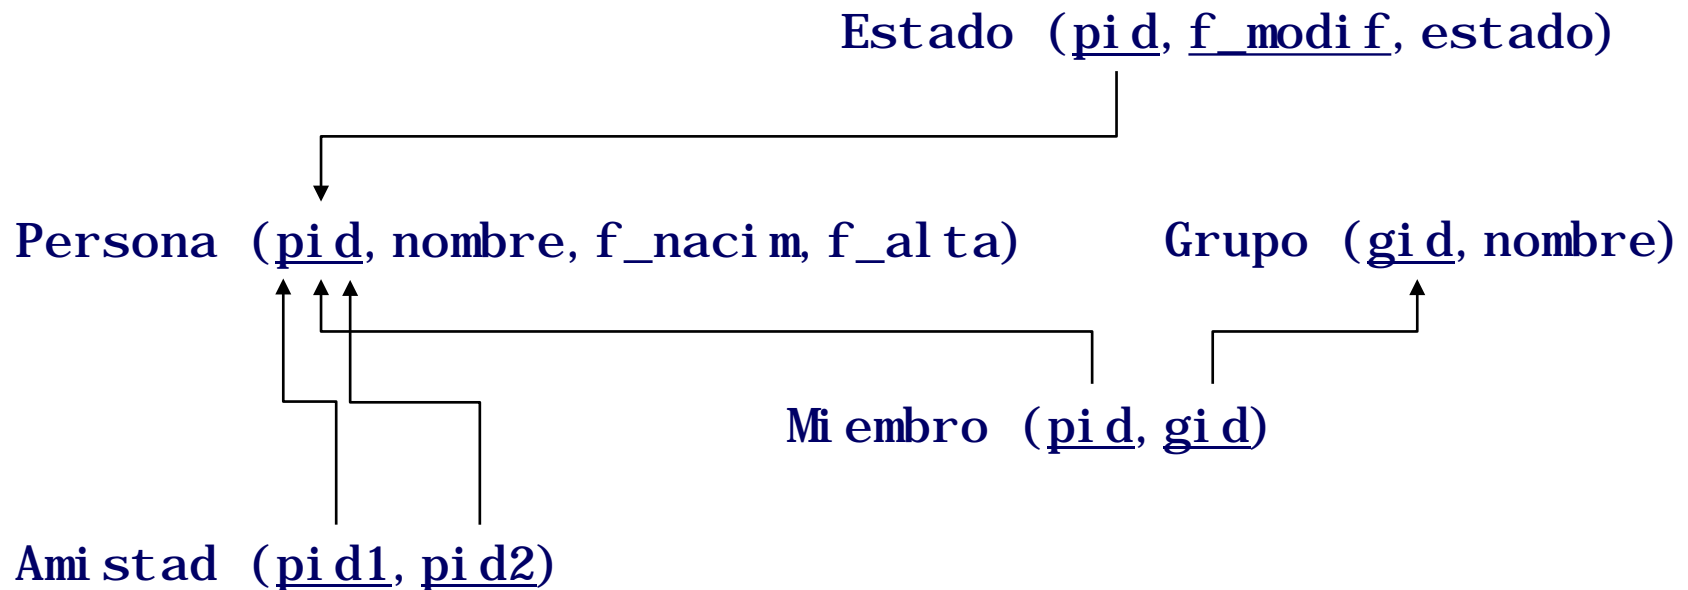 Estado (pid, f_modif, estado)
Persona (pid, nombre, f_nacim, f_alta)
Grupo (gid, nombre)
Miembro (pid, gid)
Amistad (pid1, pid2)